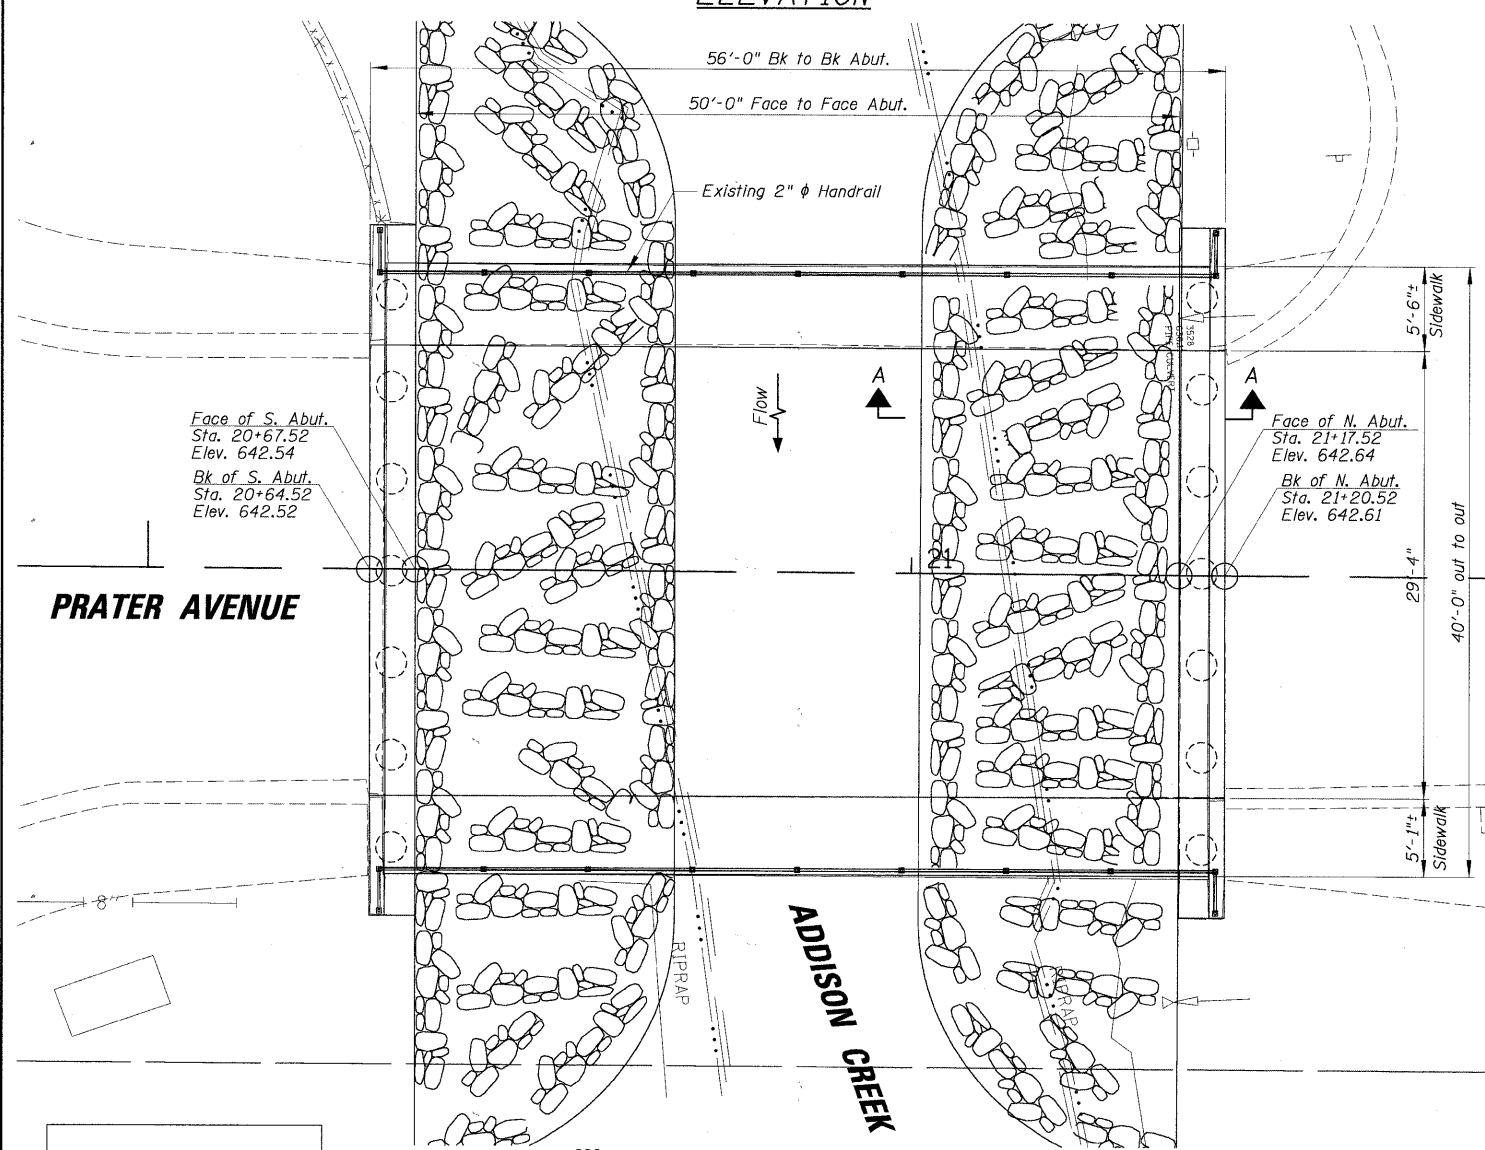 ELEVATION
56'-0" Bk to Bk Abut.
50'-0" Face to Face Abut.
Existing 2" ϕ Handrail
5'-6"±
Sidewalk
3528
Flow
A
A
Face of S. Abut.
Sta. 20+67.52
Elev. 642.54
Bk of S. Abut.
Sta. 20+64.52
Elev. 642.52
Face of N. Abut.
Sta. 21+17.52
Elev. 642.64
Bk of N. Abut.
Sta. 21+20.52
Elev. 642.61
21
29'-4"
40'-0" out to out
PRATER AVENUE
5'-1"±
Sidewalk
8"
RIPRAP
RIPRAP
ADDISON CREEK